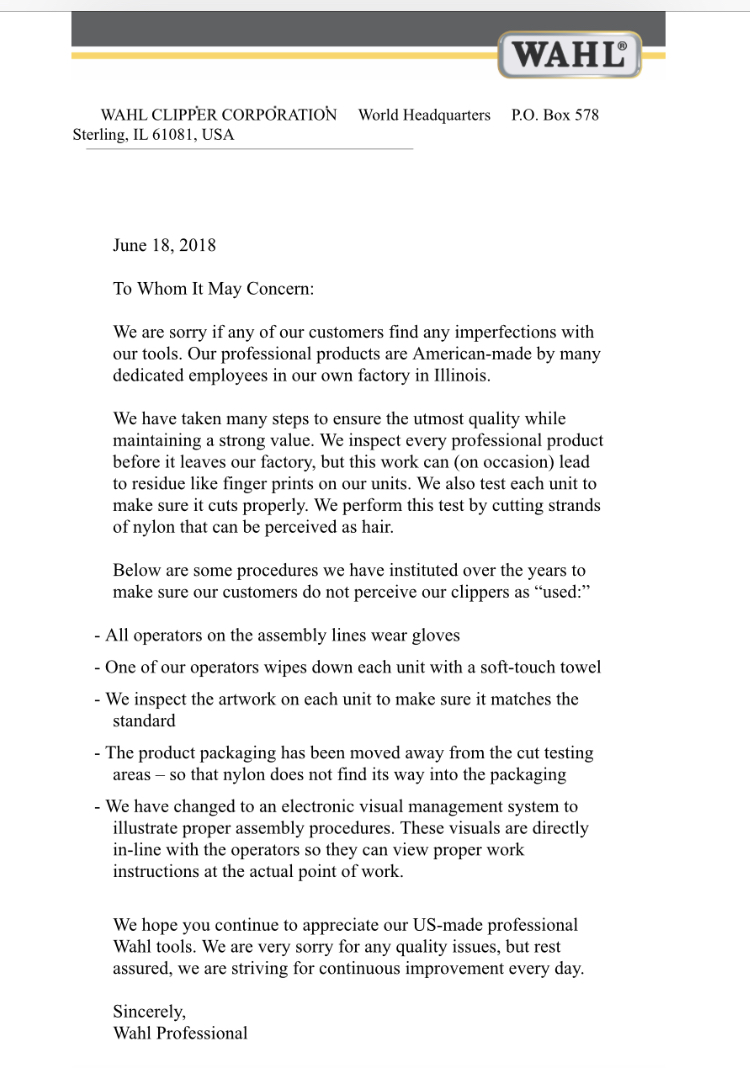 WAHL®
WAHL CLIPPER CORPORATION World Headquarters P.O. Box 578
Sterling, IL 61081, USA
June 18, 2018
To Whom It May Concern:
We are sorry if any of our customers find any imperfections with
our tools. Our professional products are American-made by many
dedicated employees in our own factory in Illinois.
We have taken many steps to ensure the utmost quality while
maintaining a strong value. We inspect every professional product
before it leaves our factory, but this work can (on occasion) lead
to residue like finger prints on our units. We also test each unit to
make sure it cuts properly. We perform this test by cutting strands
of nylon that can be perceived as hair.
Below are some procedures we have instituted over the years to
make sure our customers do not perceive our clippers as “used:”
- All operators on the assembly lines wear gloves
- One of our operators wipes down each unit with a soft-touch towel
- We inspect the artwork on each unit to make sure it matches the
standard
- The product packaging has been moved away from the cut testing
areas – so that nylon does not find its way into the packaging
- We have changed to an electronic visual management system to
illustrate proper assembly procedures. These visuals are directly
in-line with the operators so they can view proper work
instructions at the actual point of work.
We hope you continue to appreciate our US-made professional
Wahl tools. We are very sorry for any quality issues, but rest
assured, we are striving for continuous improvement every day.
Sincerely,
Wahl Professional